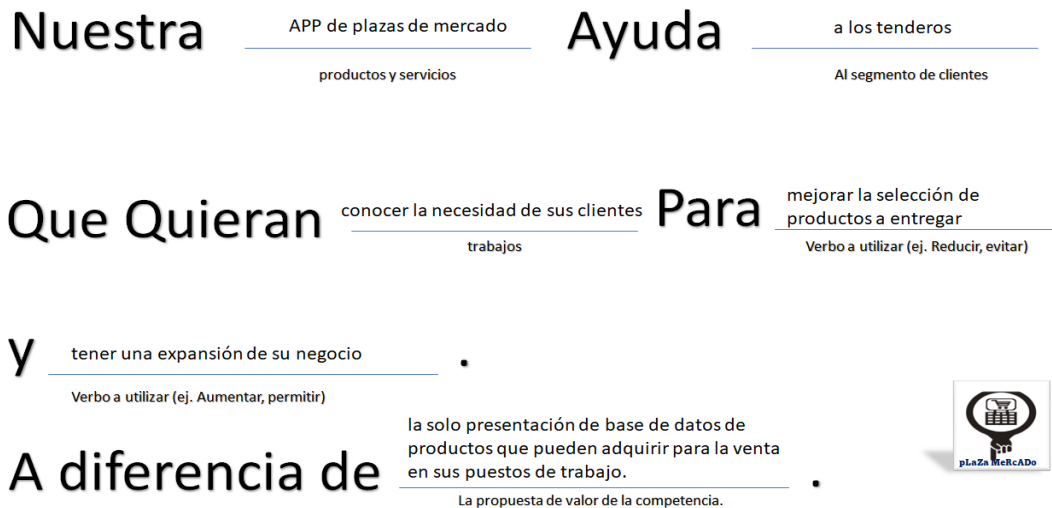 Nuestra APP de plazas de mercado Ayuda a los tenderos
productos y servicios Al segmento de clientes
Que Quieran conocer la necesidad de sus clientes Para mejorar la selección de
productos a entregar
trabajos Verbo a utilizar (ej. Reducir, evitar)
y tener una expansión de su negocio .
Verbo a utilizar (ej. Aumentar, permitir)
la solo presentación de base de datos de
productos que pueden adquirir para la venta
A diferencia de en sus puestos de trabajo. .
La propuesta de valor de la competencia.
pLaZa MeRcADo